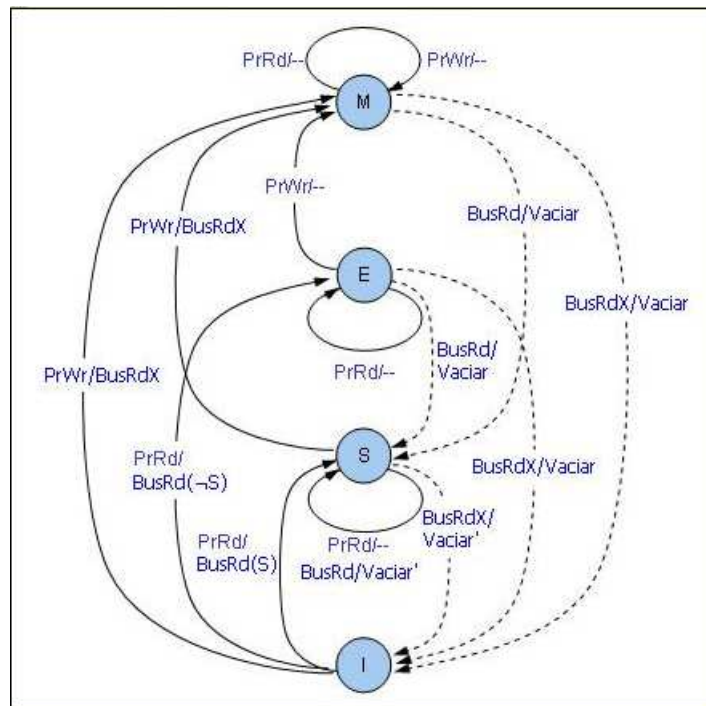 PrRd/--
PrWr/--
M
PrWr/--
PrWr/BusRdX
BusRd/Vaciar
E
BusRdX/Vaciar
PrRd/--
BusRd/
Vaciar
PrWr/BusRdX
S
PrRd/
BusRd(¬S)
BusRdX/Vaciar
PrRd/
BusRd(S)
PrRd/--
BusRd/Vaciar'
BusRdX/
Vaciar'
I